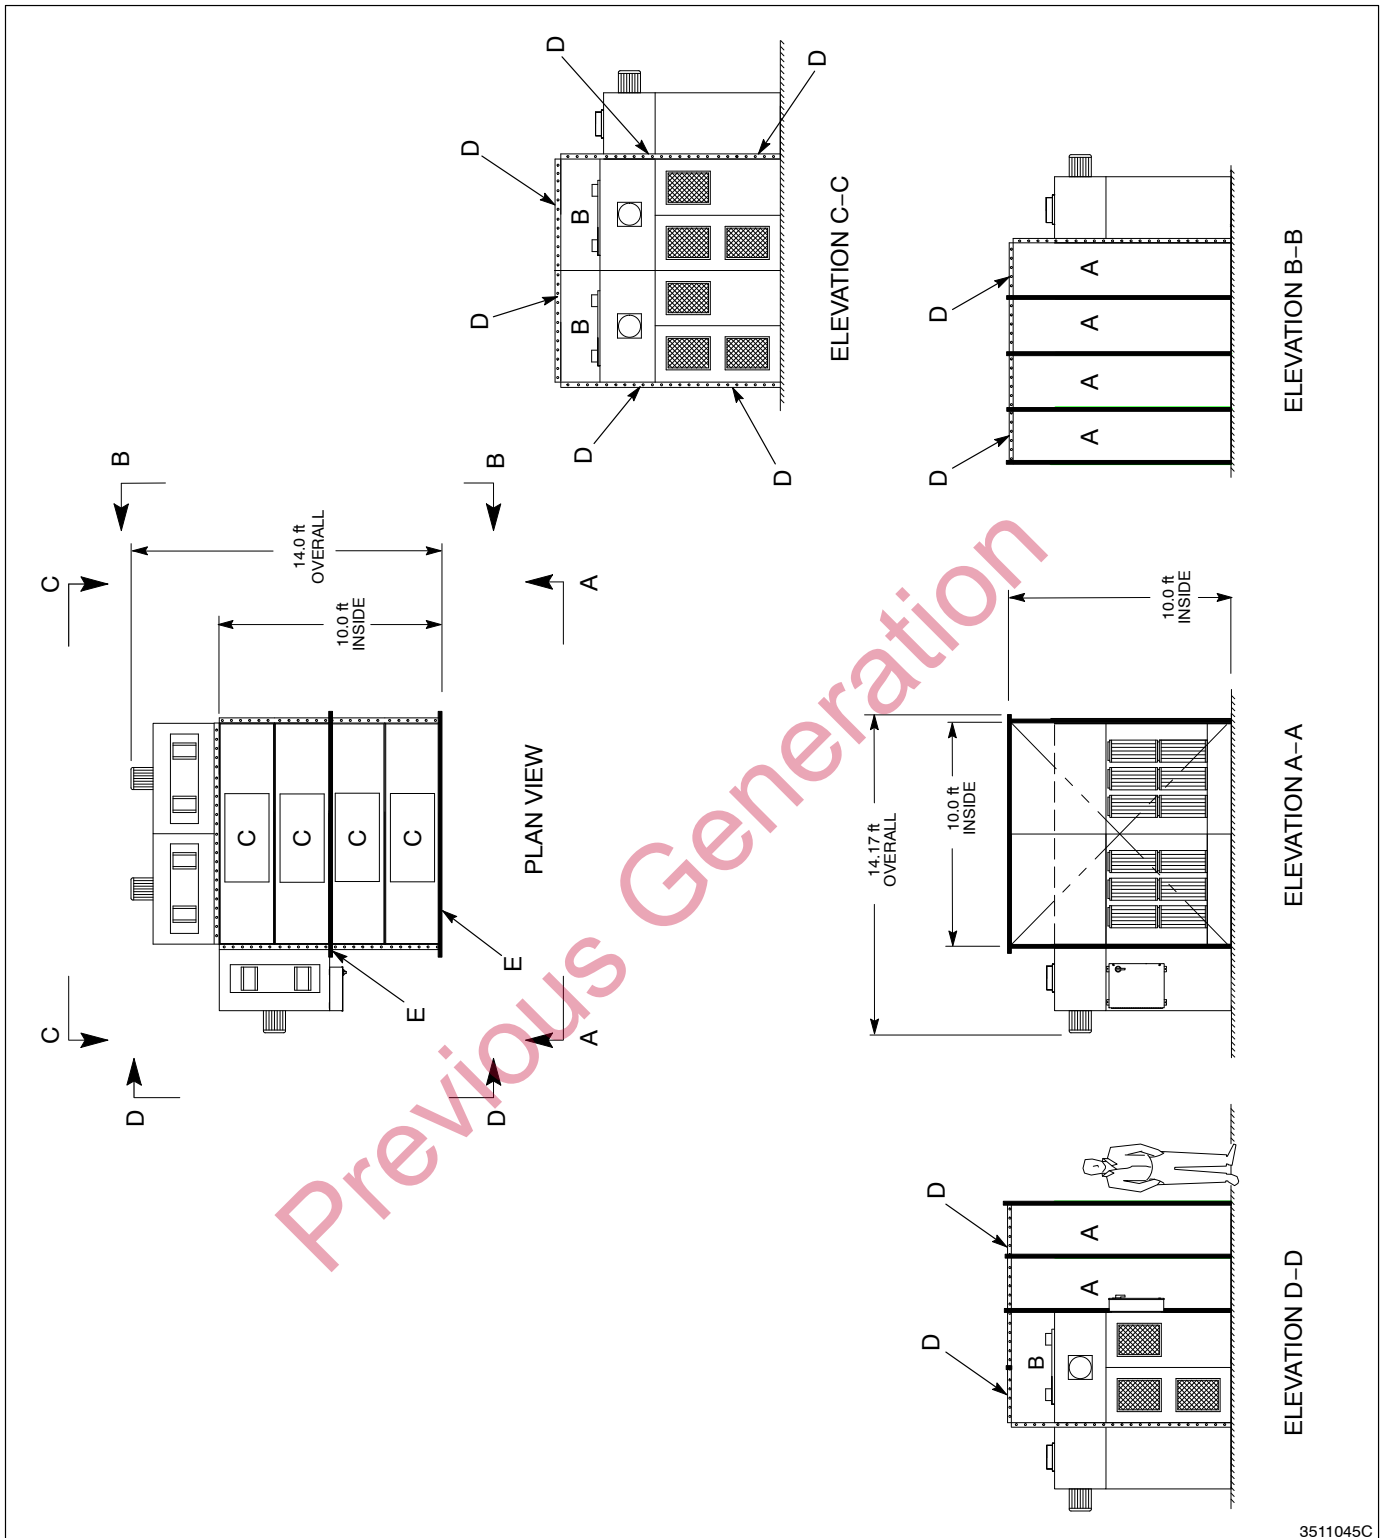 D
D
D
D
B
B
D
D
ELEVATION C–C
C
C
B
B
14.0 ft
OVERALL
10.0 ft
INSIDE
C
C
C
C
A
A
E
E
D
D
PLAN VIEW
D
D
A
A
A
A
ELEVATION B–B
10.0 ft
INSIDE
14.17 ft
OVERALL
10.0 ft
INSIDE
ELEVATION A–A
D
D
B
A
A
ELEVATION D–D
Previous Generation
3511045C